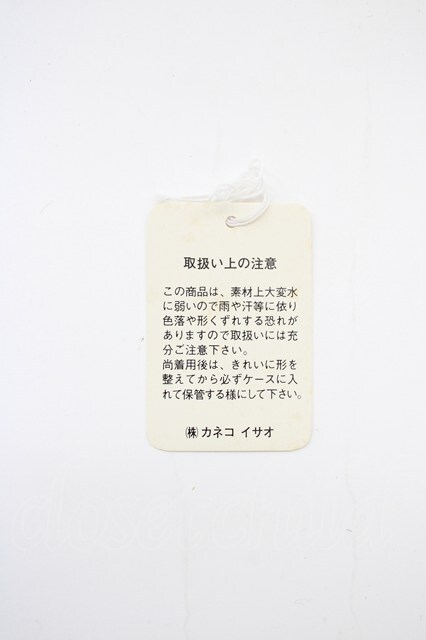 取扱い上の注意
この商品は、素材上大変水
に弱いので雨や汗等に依り
色落や形くずれする恐れが
ありますので取扱いには充
分ご注意下さい。
尚着用後は、きれいに形を
整えてから必ずケースに入
れて保管する様にして下さい。
㈱ カネコ イサオ